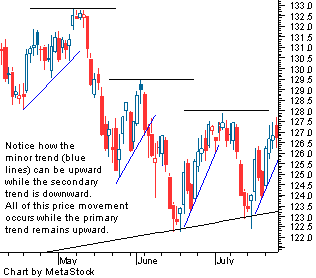 133.0
132.5
132.0
131.5
131.0
130.5
130.0
129.5
129.0
128.5
128.0
127.5
127.0
126.5
126.0
125.5
125.0
124.5
124.0
123.5
123.0
122.5
122.0
Notice how the
minor trend (blue
lines) can be upward
while the secondary
trend is downward.
All of this price movement
occurs while the primary
trend remains upward.
May June July
Chart by MetaStock